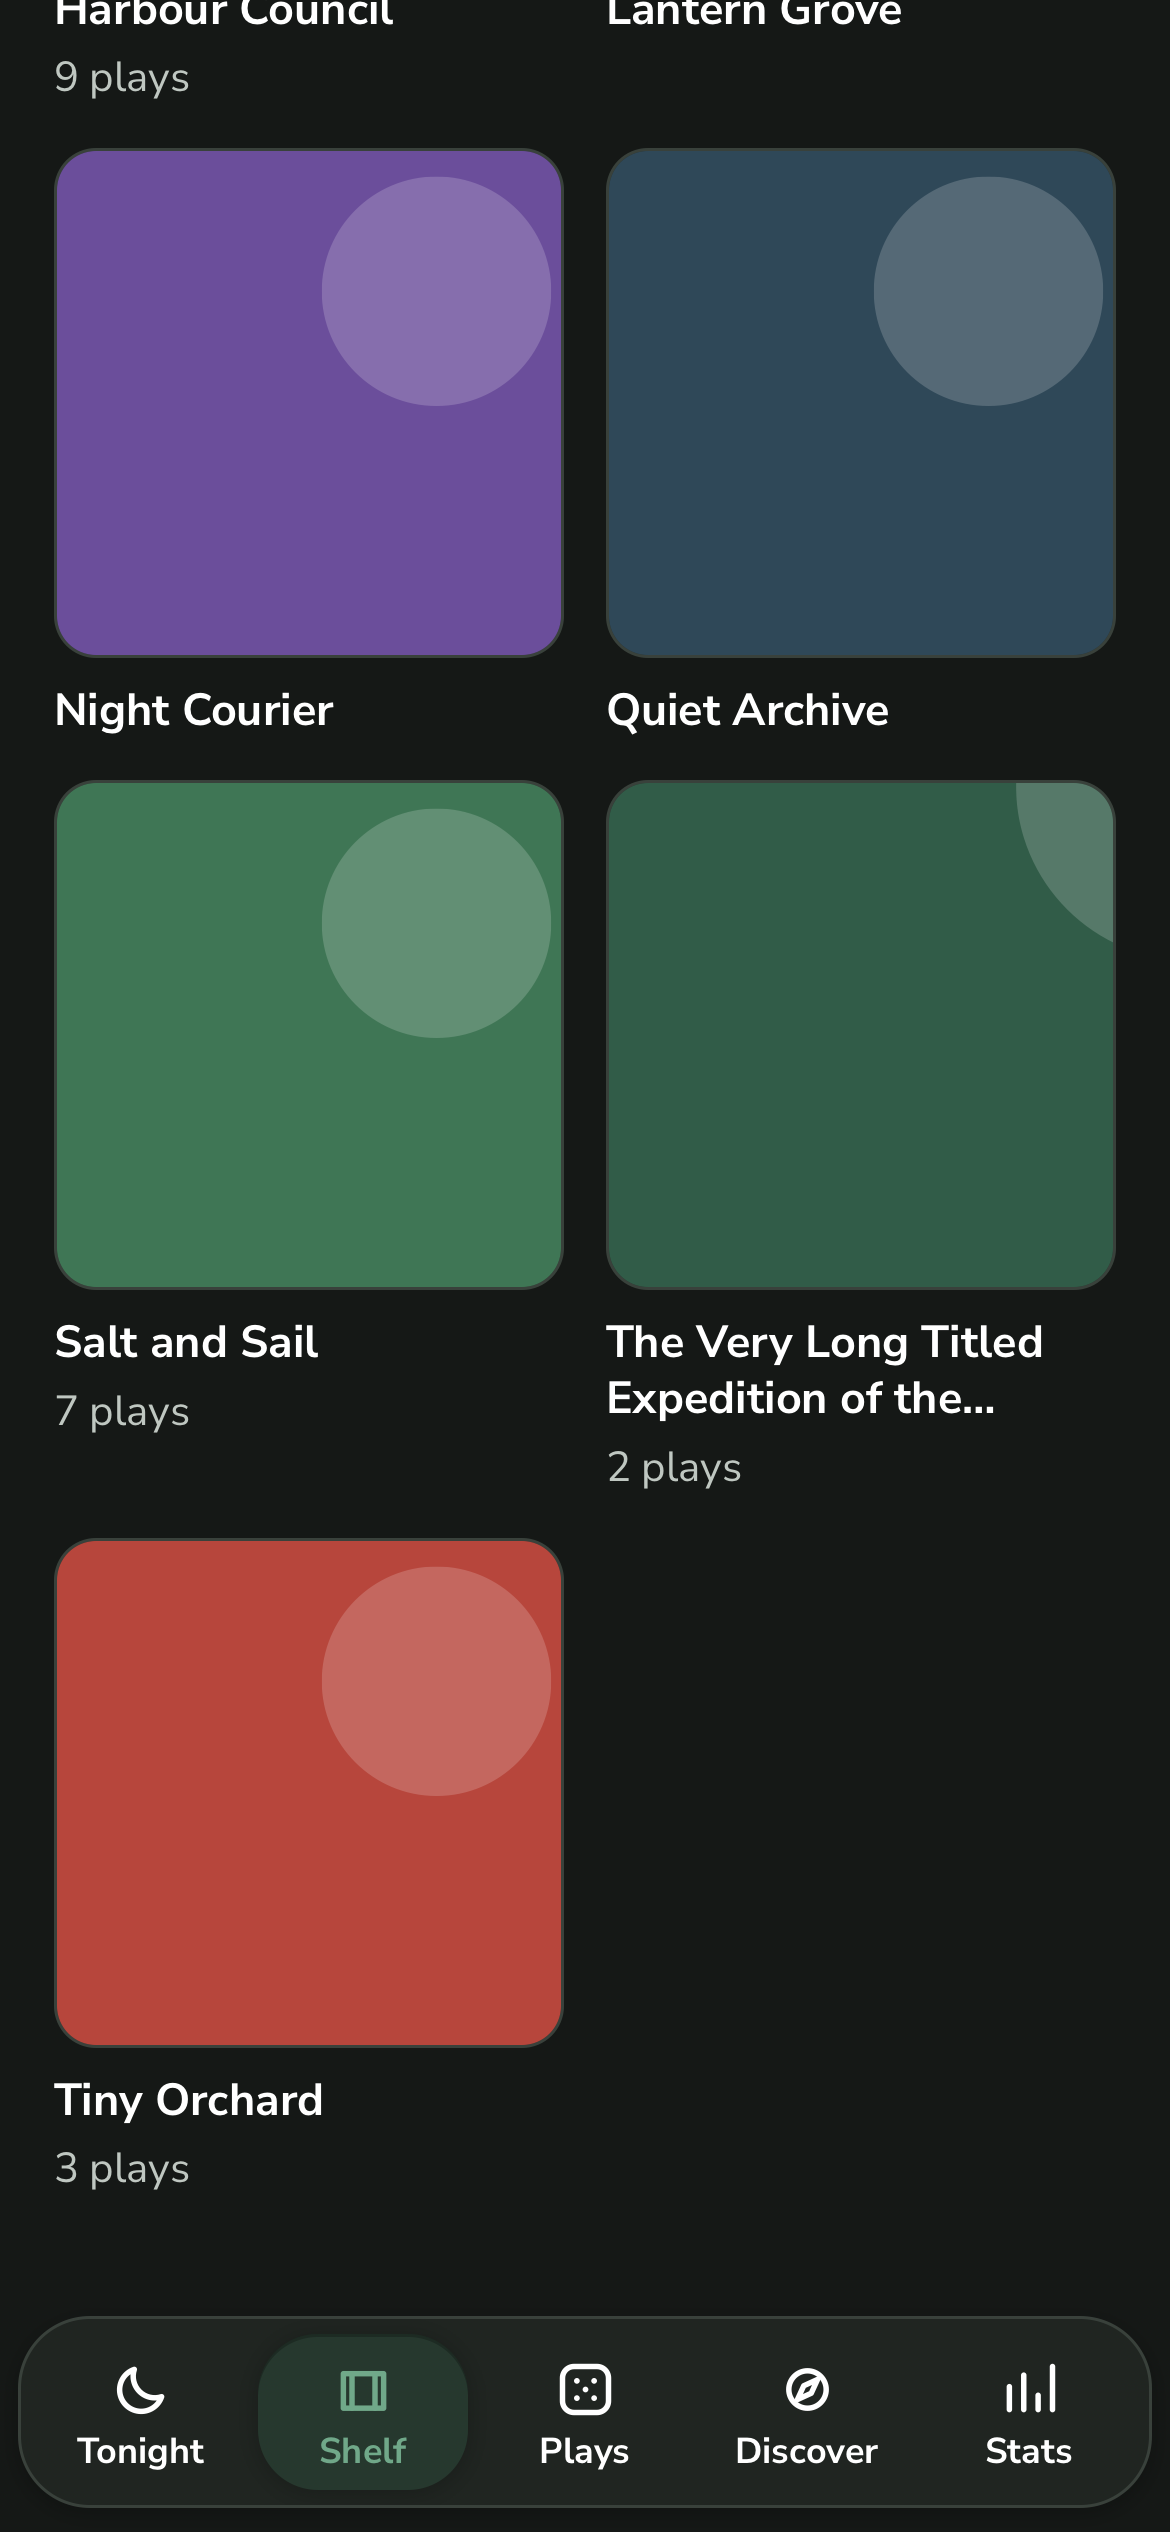 Harbour Council
Lantern Grove
9 plays
Night Courier
Quiet Archive
Salt and Sail
7 plays
The Very Long Titled
Expedition of the...
2 plays
Tiny Orchard
3 plays
Tonight
Shelf
Plays
Discover
Stats